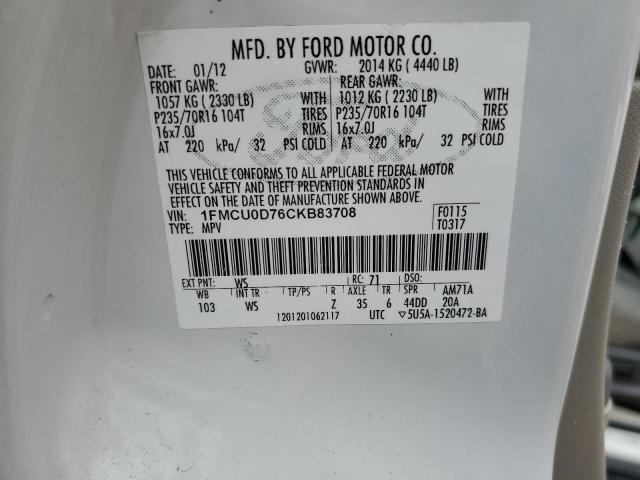 MFD. BY FORD MOTOR CO.
DATE: 01/12 GVWR: 2014 KG ( 4440 LB)
FRONT GAWR: REAR GAWR:
1057 KG ( 2330 LB) WITH 1012 KG ( 2230 LB) WITH
P235/70R16 104T TIRES P235/70R16 104T TIRES
16x7.0J RIMS 16x7.0J RIMS
AT 220 kPa/ 32 PSI COLD AT 220 kPa/ 32 PSI COLD
Ford
THIS VEHICLE CONFORMS TO ALL APPLICABLE FEDERAL MOTOR
VEHICLE SAFETY AND THEFT PREVENTION STANDARDS IN
EFFECT ON THE DATE OF MANUFACTURE SHOWN ABOVE.
VIN: 1FMCU0D76CKB83708 F0115
TYPE: MPV T0317
EXT PNT: WS RC: 71 DSO:
WB INT TR TP/PS R AXLE TR SPR AM71A
103 WS Z 35 6 44DD 20A
1201201062117 UTC ▽5U5A-1520472-BA